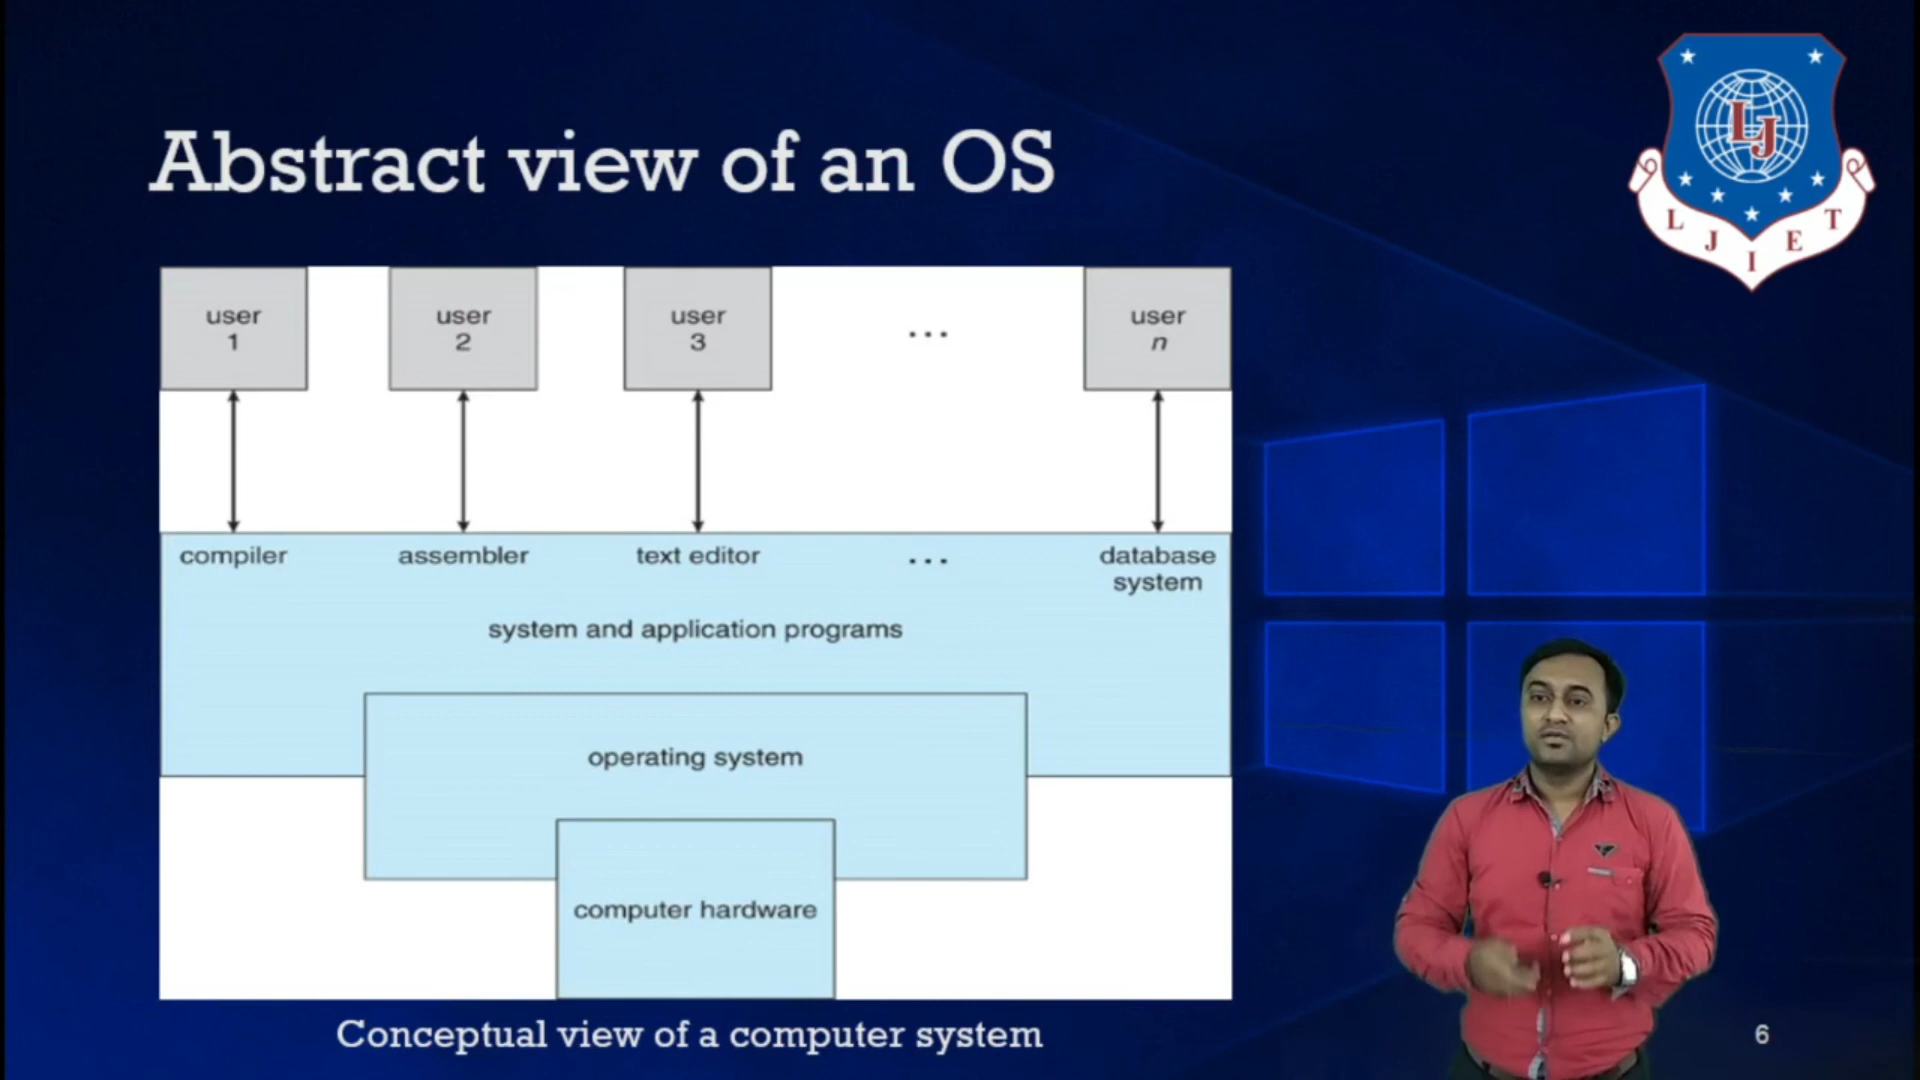 Abstract view of an OS
LJ
L J I E T
user
1
user
2
user
3
...
user
n
compiler
assembler
text editor
...
database
system
system and application programs
operating system
computer hardware
Conceptual view of a computer system
6